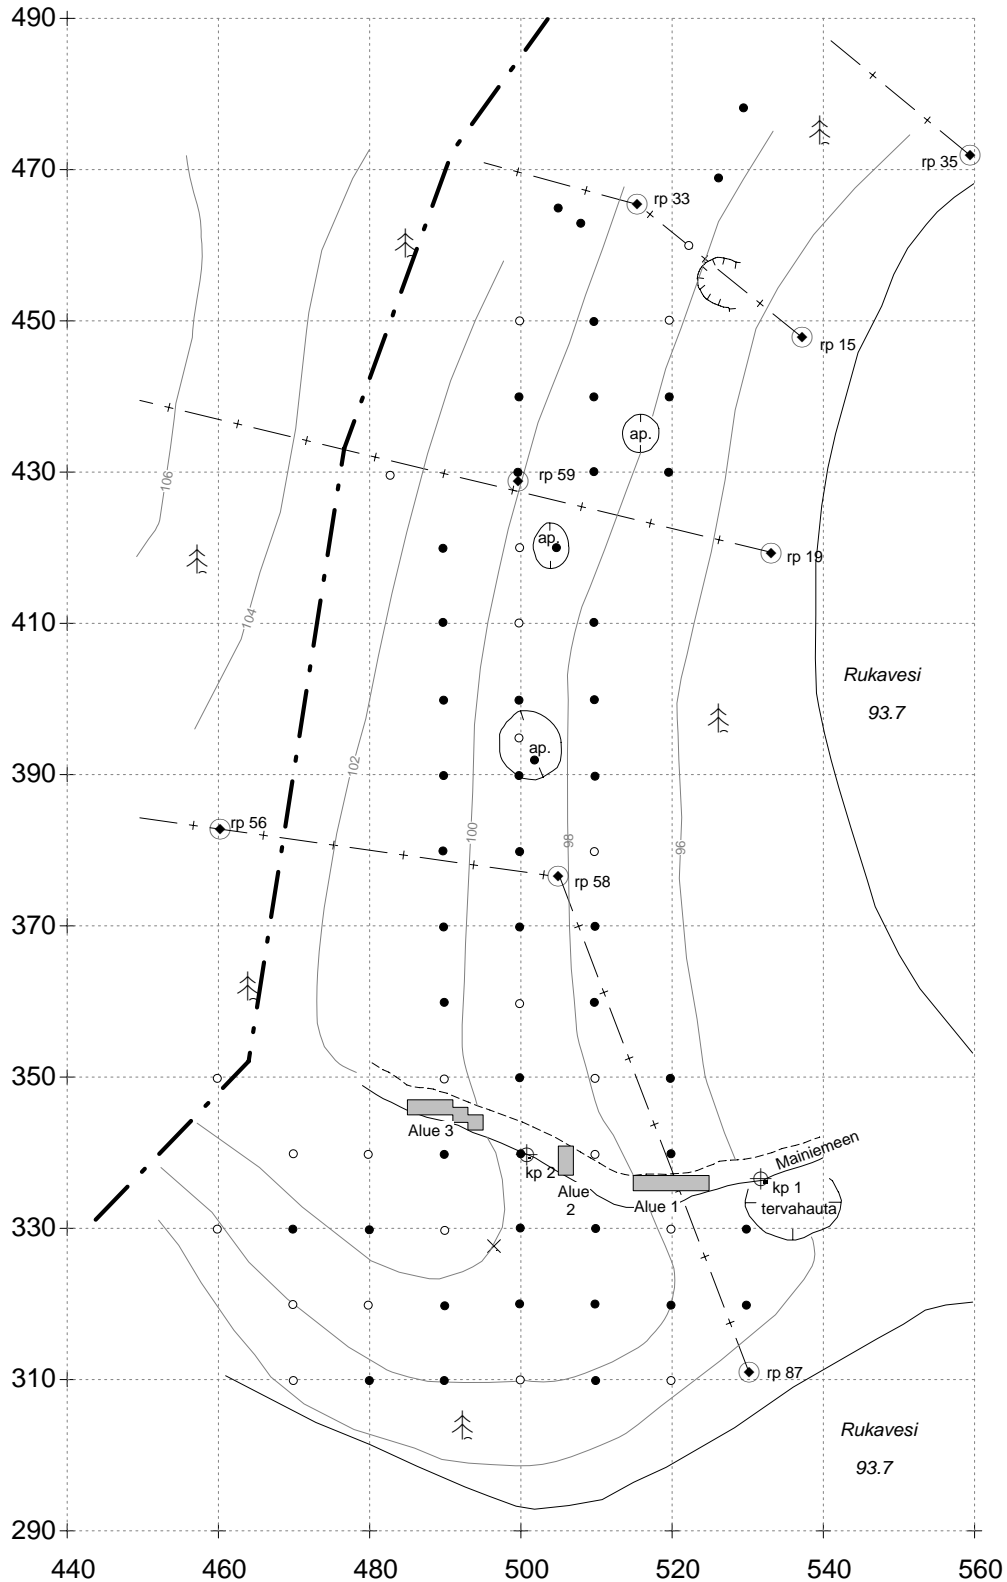 490
rp 35
470
rp 33
450
rp 15
ap.
106
430
rp 59
ap.
rp 19
104
410
Rukavesi
93.7
ap.
102
390
rp 56
100
98
96
rp 58
370
350
Alue 3
kp 2
Alue
2
Alue 1
Mainiemeen
kp 1
tervahauta
330
310
rp 87
Rukavesi
93.7
290
440
460
480
500
520
540
560